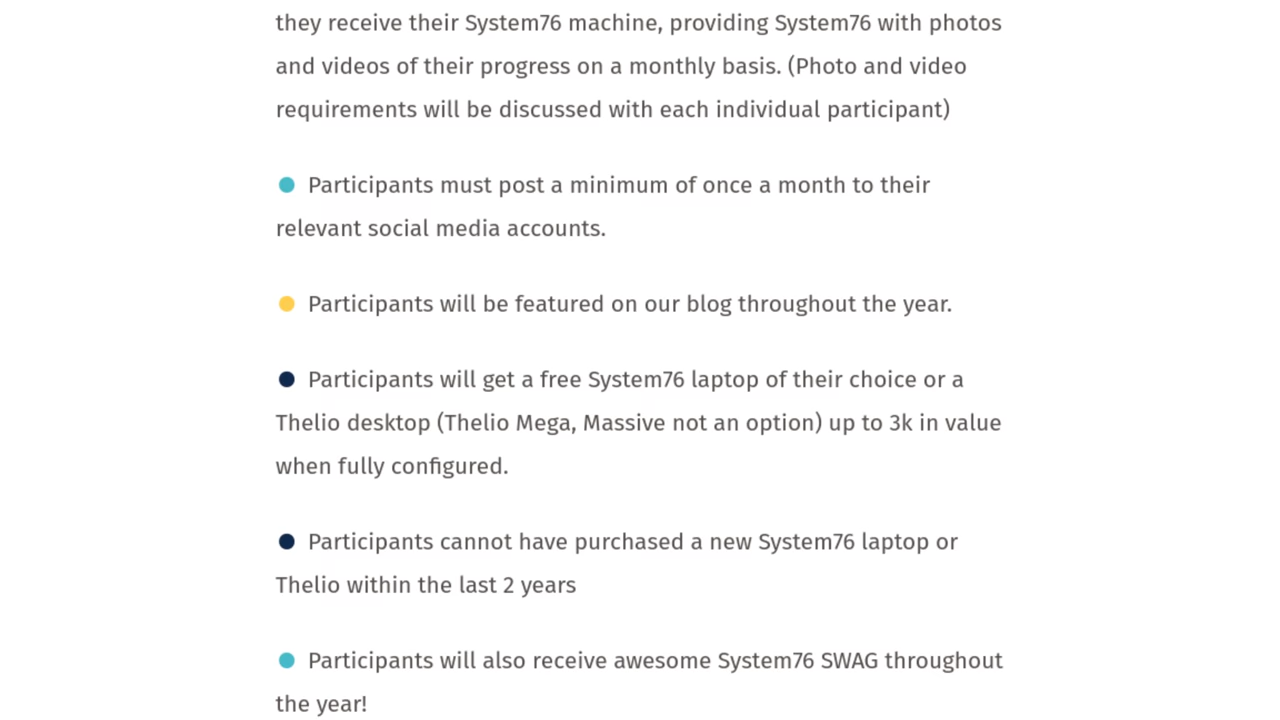 they receive their System76 machine, providing System76 with photos
and videos of their progress on a monthly basis. (Photo and video
requirements will be discussed with each individual participant)
● Participants must post a minimum of once a month to their
relevant social media accounts.
● Participants will be featured on our blog throughout the year.
● Participants will get a free System76 laptop of their choice or a
Thelio desktop (Thelio Mega, Massive not an option) up to 3k in value
when fully configured.
● Participants cannot have purchased a new System76 laptop or
Thelio within the last 2 years
● Participants will also receive awesome System76 SWAG throughout
the year!